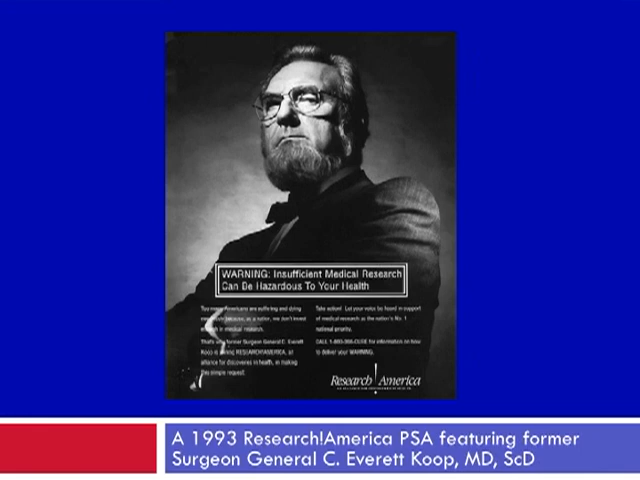 WARNING: Insufficient Medical Research
Can Be Hazardous To Your Health
Too many Americans are suffering and dying
because, as a nation, we don't invest
in medical research.
That's why former Surgeon General C. Everett
Koop is joining RESEARCH!AMERICA, an
alliance for discoveries in health, in making
this simple request:
Take action! Let your voice be heard in support
of medical research as the nation's No. 1
national priority.
CALL 1-800-366-CURE for information on how
to deliver your WARNING.
Research!America
A 1993 Research!America PSA featuring former
Surgeon General C. Everett Koop, MD, ScD